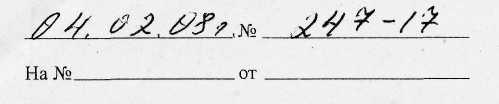 04.02.08г. № 247-17
На № от